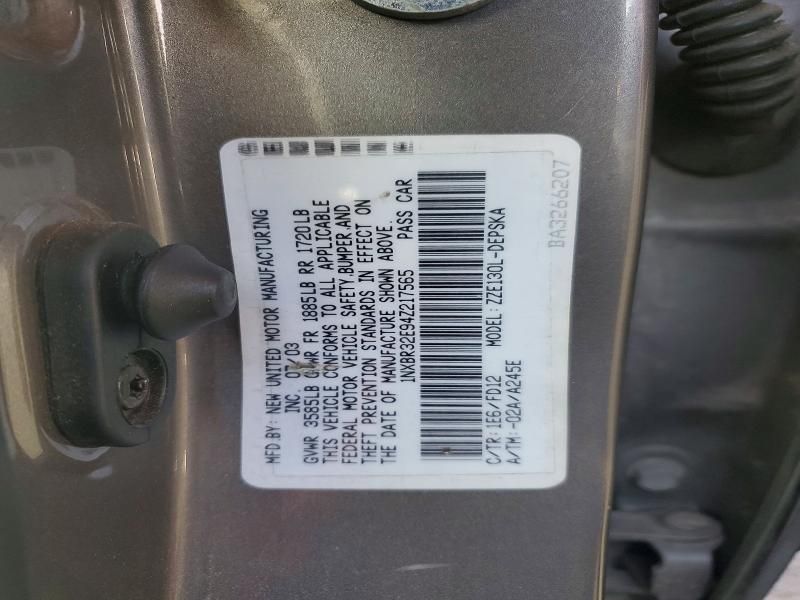 MFD.BY: NEW UNITED MOTOR MANUFACTURING
INC. 07/03
GVWR 3585LB GAWR FR 1885LB RR 1720LB
THIS VEHICLE CONFORMS TO ALL APPLICABLE
FEDERAL MOTOR VEHICLE SAFETY,BUMPER,AND
THEFT PREVENTION STANDARDS IN EFFECT ON
THE DATE OF MANUFACTURE SHOWN ABOVE.
1NXBR32E94Z217565 PASS CAR
C/TR:1E6/FD12 MODEL:ZZE130L-DEPSKA
A/TM:-02A/A245E
BA3266207